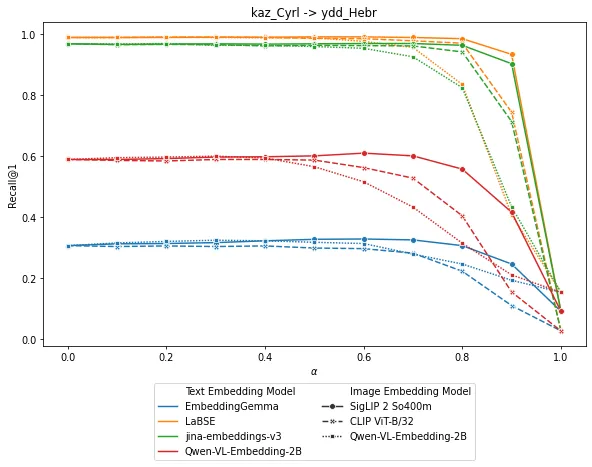 kaz_Cyrl -> ydd_Hebr
1.0
0.8
0.6
0.4
0.2
0.0
Recall@1
0.0 0.2 0.4 0.6 0.8 1.0
α
Text Embedding Model
EmbeddingGemma
LaBSE
jina-embeddings-v3
Qwen-VL-Embedding-2B
Image Embedding Model
SigLIP 2 So400m
CLIP ViT-B/32
Qwen-VL-Embedding-2B